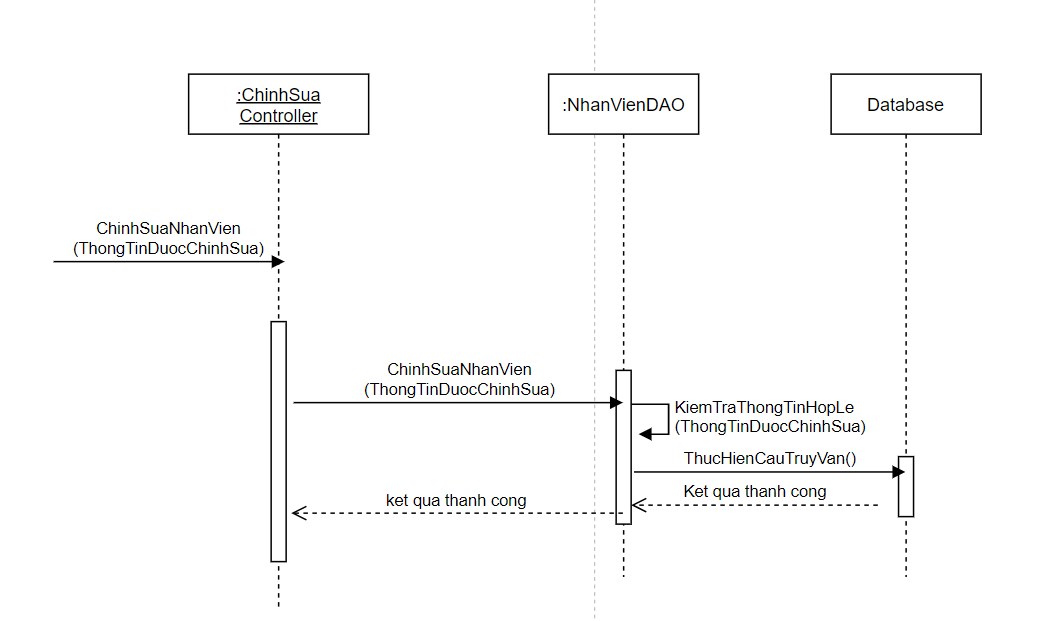 :ChinhSua
Controller
:NhanVienDAO
Database
ChinhSuaNhanVien
(ThongTinDuocChinhSua)
ChinhSuaNhanVien
(ThongTinDuocChinhSua)
KiemTraThongTinHopLe
(ThongTinDuocChinhSua)
ThucHienCauTruyVan()
Ket qua thanh cong
ket qua thanh cong